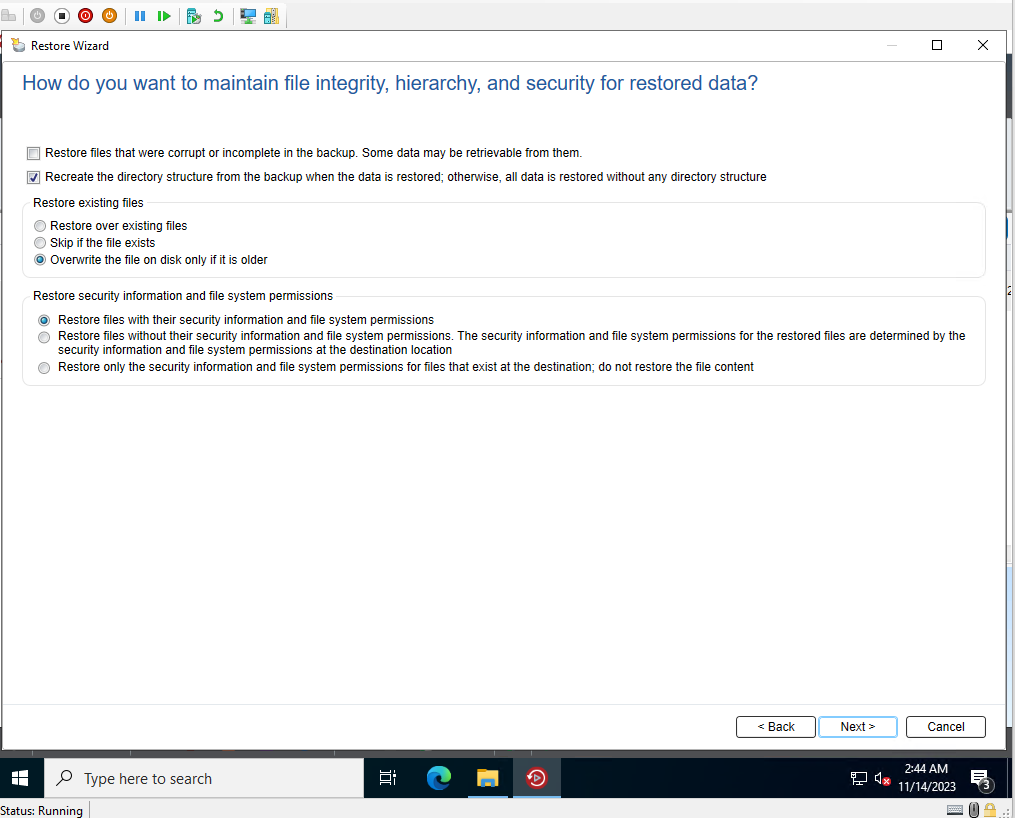 Restore Wizard
How do you want to maintain file integrity, hierarchy, and security for restored data?
Restore files that were corrupt or incomplete in the backup. Some data may be retrievable from them.
Recreate the directory structure from the backup when the data is restored; otherwise, all data is restored without any directory structure
Restore existing files
Restore over existing files
Skip if the file exists
Overwrite the file on disk only if it is older
Restore security information and file system permissions
Restore files with their security information and file system permissions
Restore files without their security information and file system permissions. The security information and file system permissions for the restored files are determined by the
security information and file system permissions at the destination location
Restore only the security information and file system permissions for files that exist at the destination; do not restore the file content
< Back
Next >
Cancel
Type here to search
2:44 AM
11/14/2023
3
Status: Running